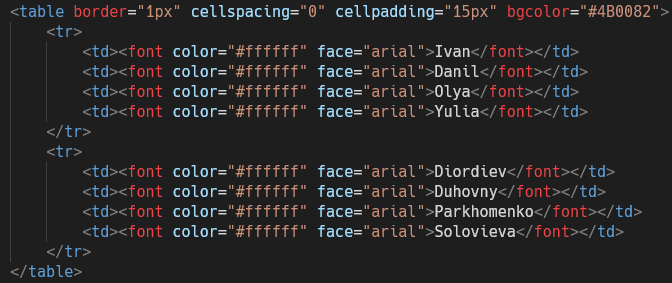 <table border="1px" cellspacing="0" cellpadding="15px" bgcolor="#4B0082">
<tr>
<td><font color="#ffffff" face="arial">Ivan</font></td>
<td><font color="#ffffff" face="arial">Danil</font></td>
<td><font color="#ffffff" face="arial">Olya</font></td>
<td><font color="#ffffff" face="arial">Yulia</font></td>
</tr>
<tr>
<td><font color="#ffffff" face="arial">Diordiev</font></td>
<td><font color="#ffffff" face="arial">Duhovny</font></td>
<td><font color="#ffffff" face="arial">Parkhomenko</font></td>
<td><font color="#ffffff" face="arial">Solovieva</font></td>
</tr>
</table>